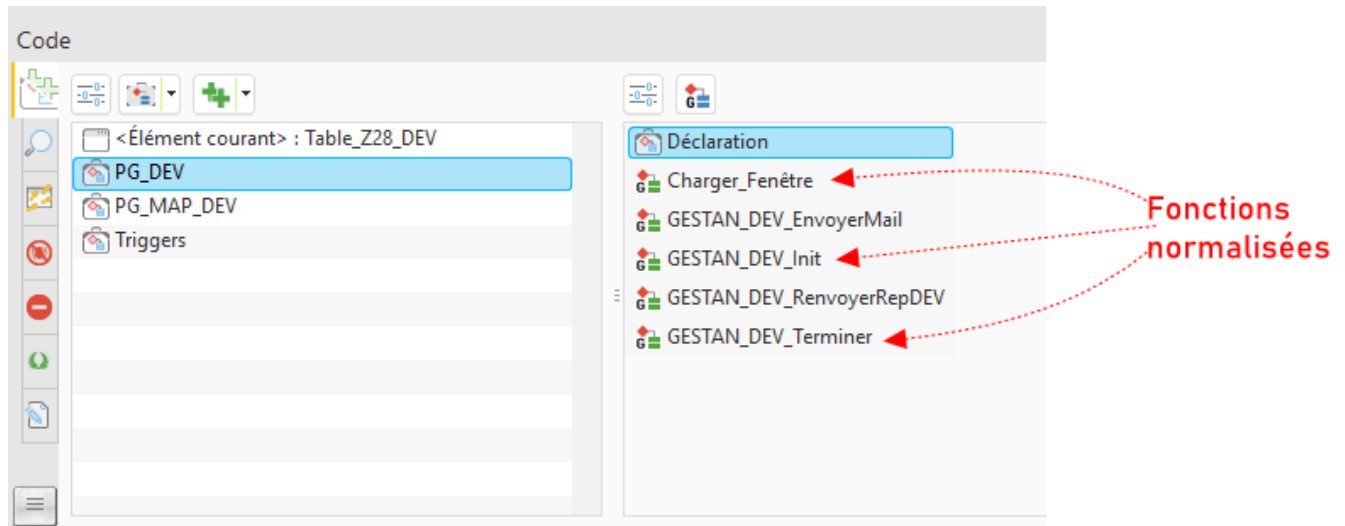 Code
<Élément courant> : Table_Z28_DEV
PG_DEV
PG_MAP_DEV
Triggers
Déclaration
Charger_Fenêtre
GESTAN_DEV_EnvoyerMail
GESTAN_DEV_Init
GESTAN_DEV_RenvoyerRepDEV
GESTAN_DEV_Terminer
Fonctions
normalisées